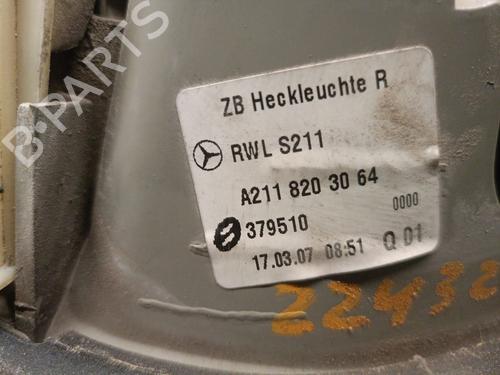 ZB Heckleuchte R
RWL S211
A211 820 30 64
379510
0000
17.03.07 08:51 Q 01
22432
B-PARTS